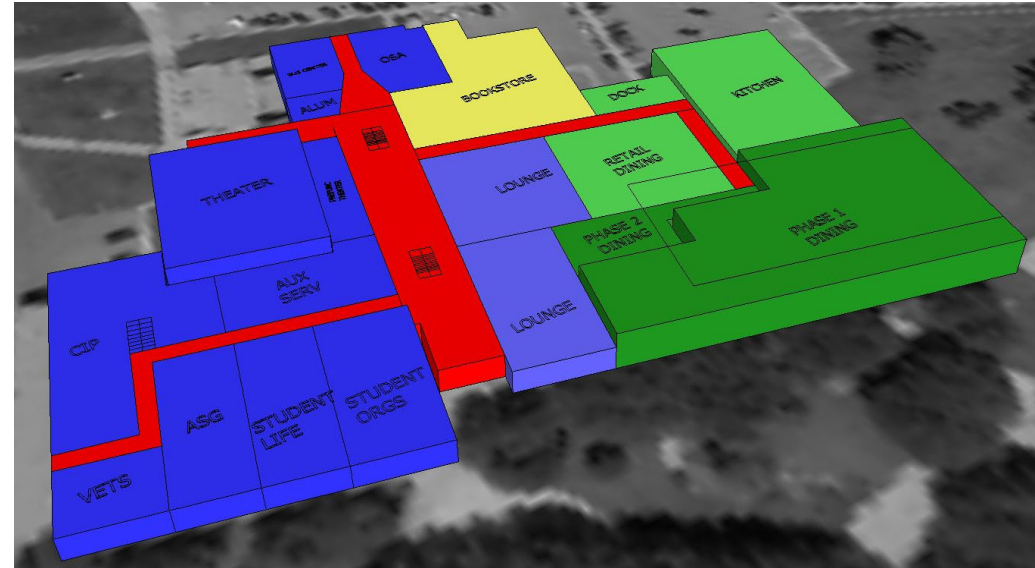 OSA
ALUM
BOOKSTORE
DOCK
KITCHEN
THEATER
LOUNGE
RETAIL
DINING
PHASE 2
DINING
PHASE 1
DINING
AUX
SERV
LOUNGE
CIP
ASG
STUDENT
LIFE
STUDENT
ORGS
VETS